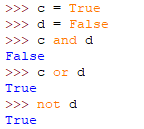 >>> c = True
>>> d = False
>>> c and d
False
>>> c or d
True
>>> not d
True